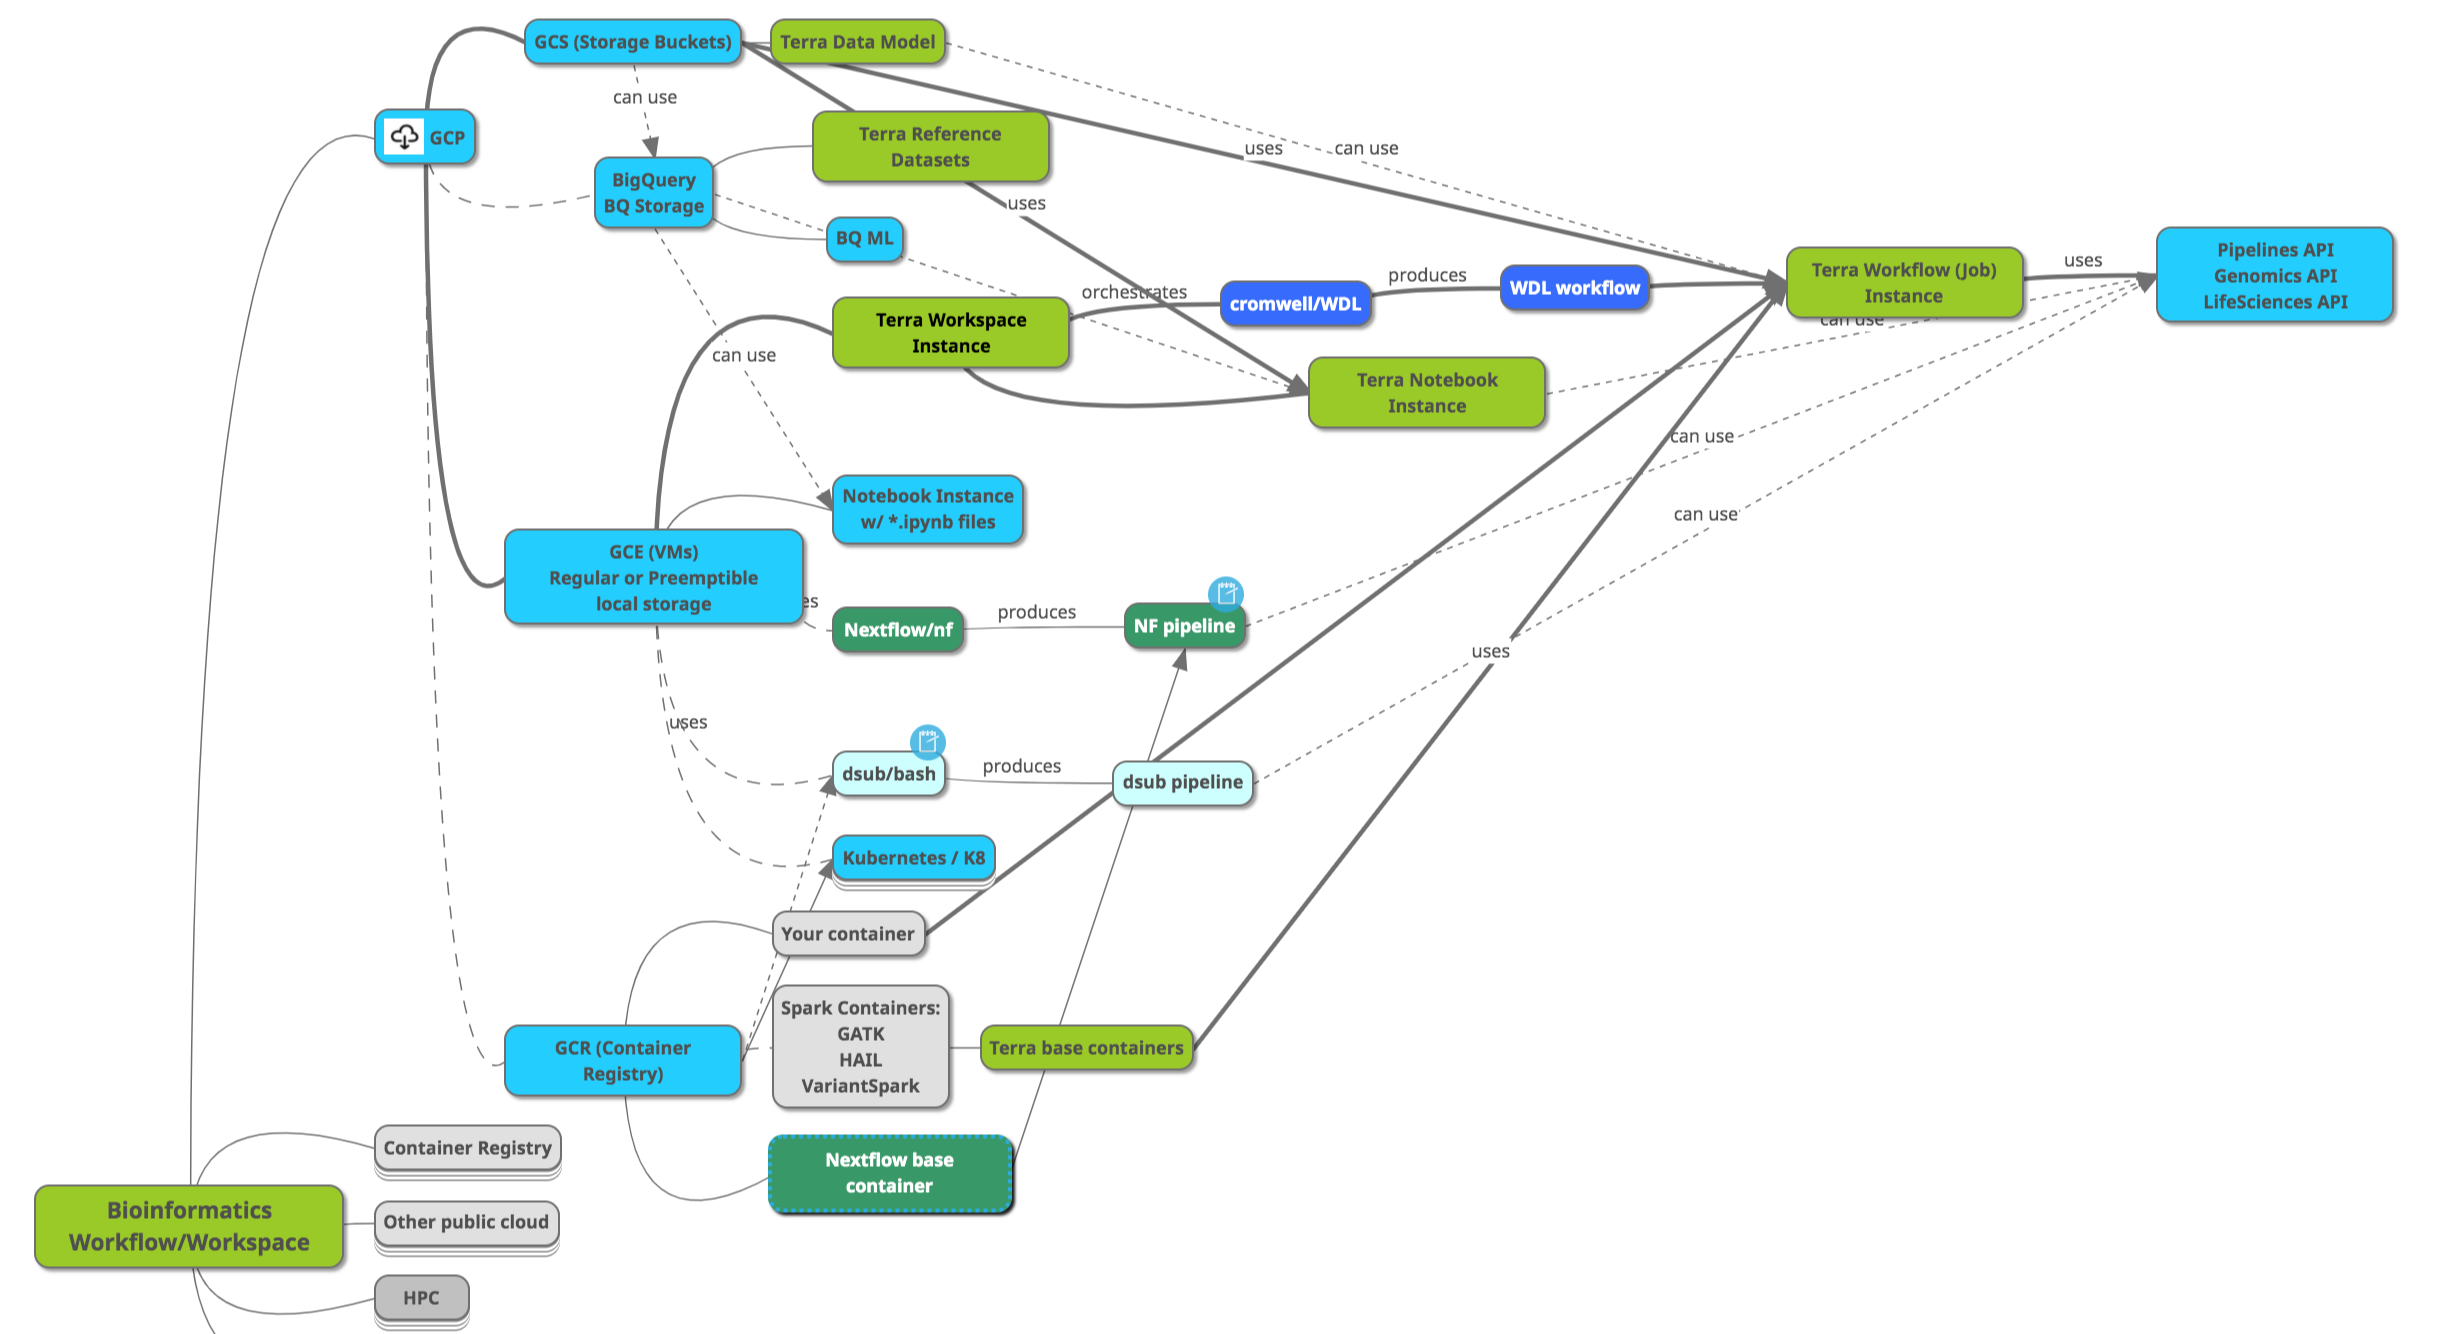 GCS (Storage Buckets)
Terra Data Model
can use
GCP
Terra Reference
Datasets
uses
can use
BigQuery
BQ Storage
uses
BQ ML
Pipelines API
Genomics API
LifeSciences API
Terra Workflow (Job)
Instance
uses
orchestrates
produces
cromwell/WDL
WDL workflow
Terra Workspace
Instance
can use
can use
Terra Notebook
Instance
can use
Notebook Instance
w/ *.ipynb files
can use
GCE (VMs)
Regular or Preemptible
local storage
es
Nextflow/nf
produces
NF pipeline
uses
uses
dsub/bash
produces
dsub pipeline
Kubernetes / K8
Your container
Spark Containers:
GATK
HAIL
VariantSpark
Terra base containers
GCR (Container
Registry)
Nextflow base
container
Container Registry
Bioinformatics
Workflow/Workspace
Other public cloud
HPC